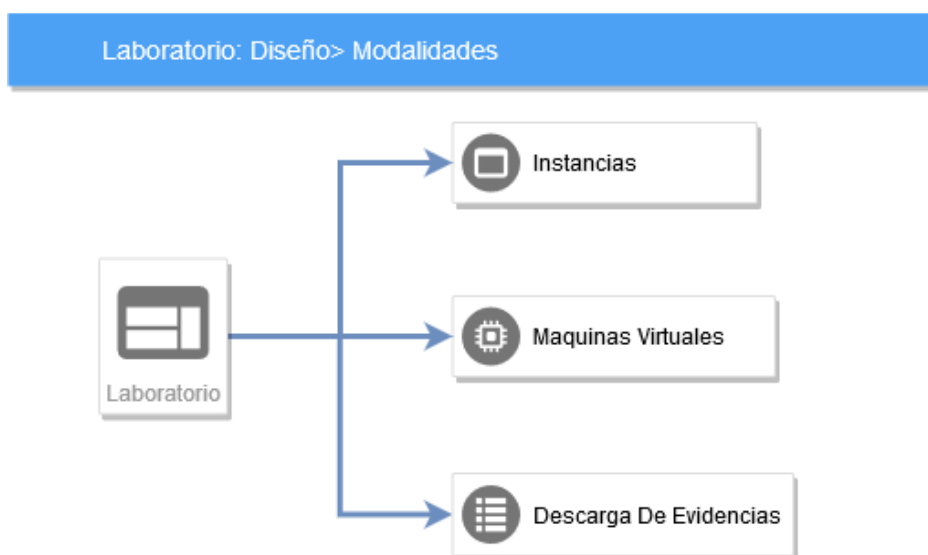 Laboratorio: Diseño> Modalidades
Instancias
Laboratorio
Maquinas Virtuales
Descarga De Evidencias